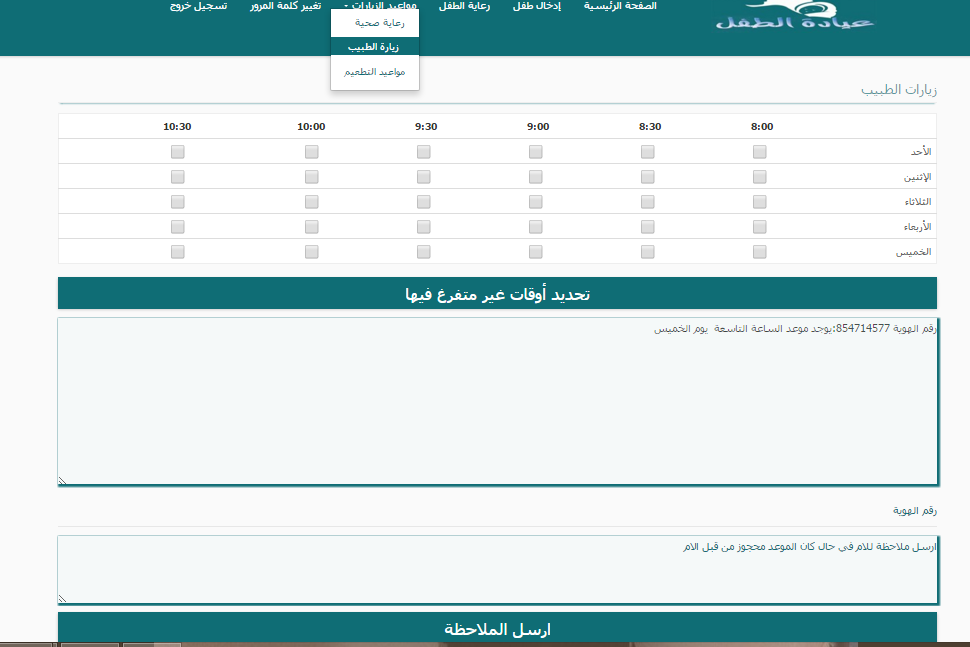 عيادة الطفل
الصفحة الرئيسية إدخال طفل رعاية الطفل مواعيد الزيارات تغيير كلمة المرور تسجيل خروج
رعاية صحية
زيارة الطبيب
مواعيد التطعيم
زيارات الطبيب
8:00 8:30 9:00 9:30 10:00 10:30
الأحد
الإثنين
الثلاثاء
الأربعاء
الخميس
تحديد أوقات غير متفرغ فيها
رقم الهوية 854714577:يوجد موعد الساعة التاسعة يوم الخميس
رقم الهوية
ارسل ملاحظة للام في حال كان الموعد محجوز من قبل الام
ارسل الملاحظة